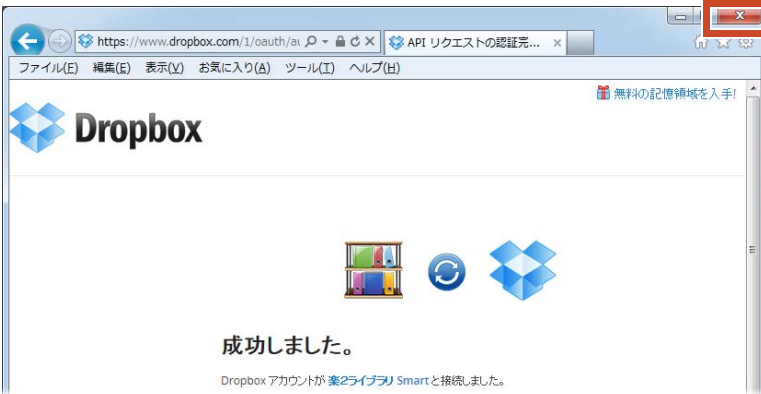 https://www.dropbox.com/1/oauth/au
API リクエストの認証完...
ファイル(F) 編集(E) 表示(V) お気に入り(A) ツール(T) ヘルプ(H)
無料の記憶領域を入手!
Dropbox
成功しました。
Dropbox アカウントが 楽2ライブラリ Smart と接続しました。